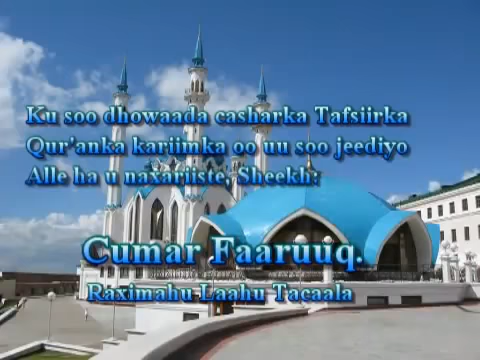 Ku soo dhowaada casharka Tafsiirka
Qur'anka kariimka oo uu soo jeediyo
Alle ha u naxariiste, Sheekh:
Cumar Faaruuq.
Raximahu Laahu Tacaala